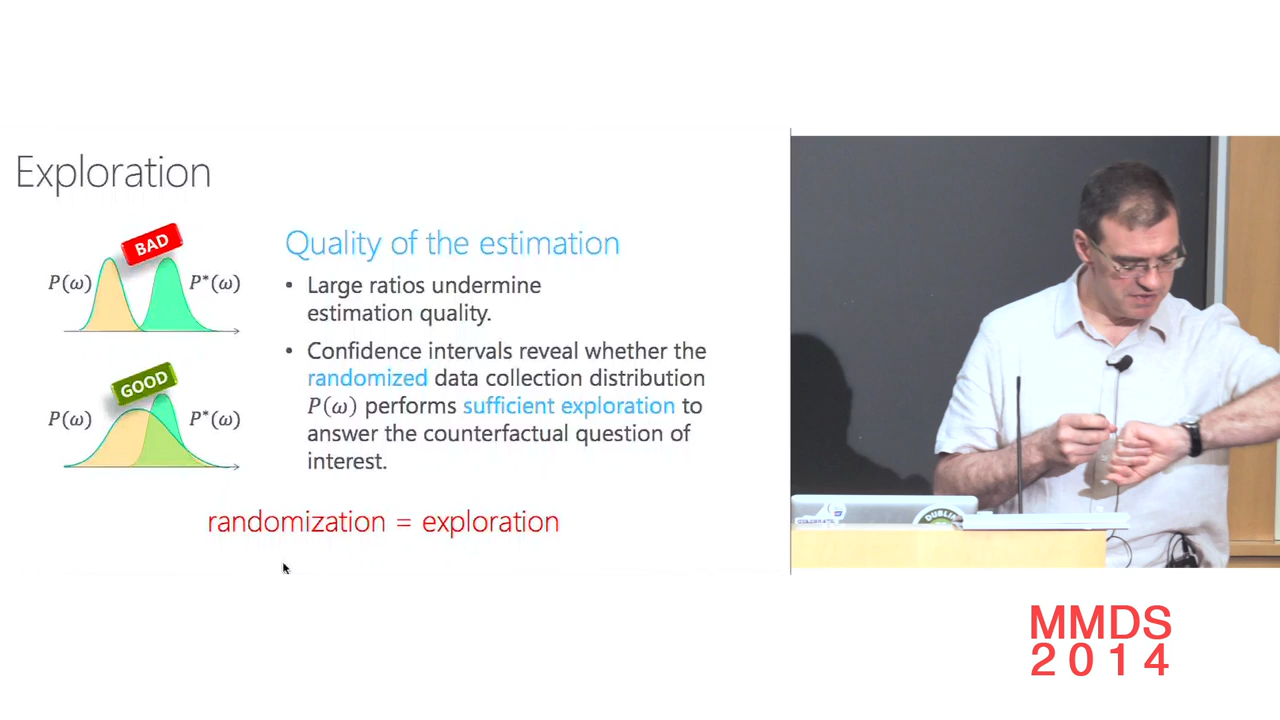 Exploration
BAD
P(ω)
P*(ω)
GOOD
P(ω)
P*(ω)
Quality of the estimation
• Large ratios undermine
estimation quality.
• Confidence intervals reveal whether the
randomized data collection distribution
P(ω) performs sufficient exploration to
answer the counterfactual question of
interest.
randomization = exploration
DUBLIN
MMDS
2014